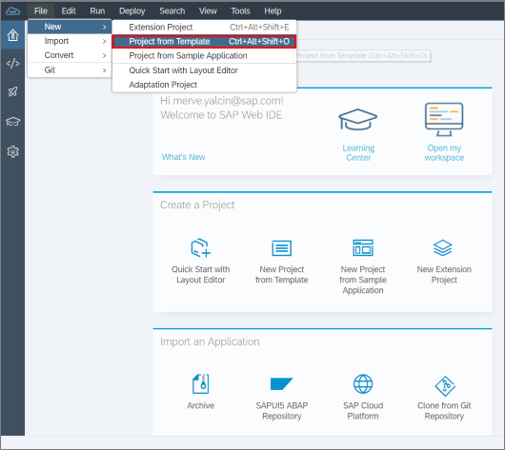 File Edit Run Deploy Search View Tools Help
New >
Import >
Convert >
Git >
Extension Project Ctrl+Alt+Shift+E
Project from Template Ctrl+Alt+Shift+O
Project from Sample Application
Quick Start with Layout Editor
Adaptation Project
Project from Template (Ctrl+Alt+Shift+O)
Hi merve.yalcin@sap.com!
Welcome to SAP Web IDE
What's New
Learning
Center
Open my
workspace
Create a Project
Quick Start with
Layout Editor
New Project
from Template
New Project
from Sample
Application
New Extension
Project
Import an Application
Archive
SAPUI5 ABAP
Repository
SAP Cloud
Platform
Clone from Git
Repository